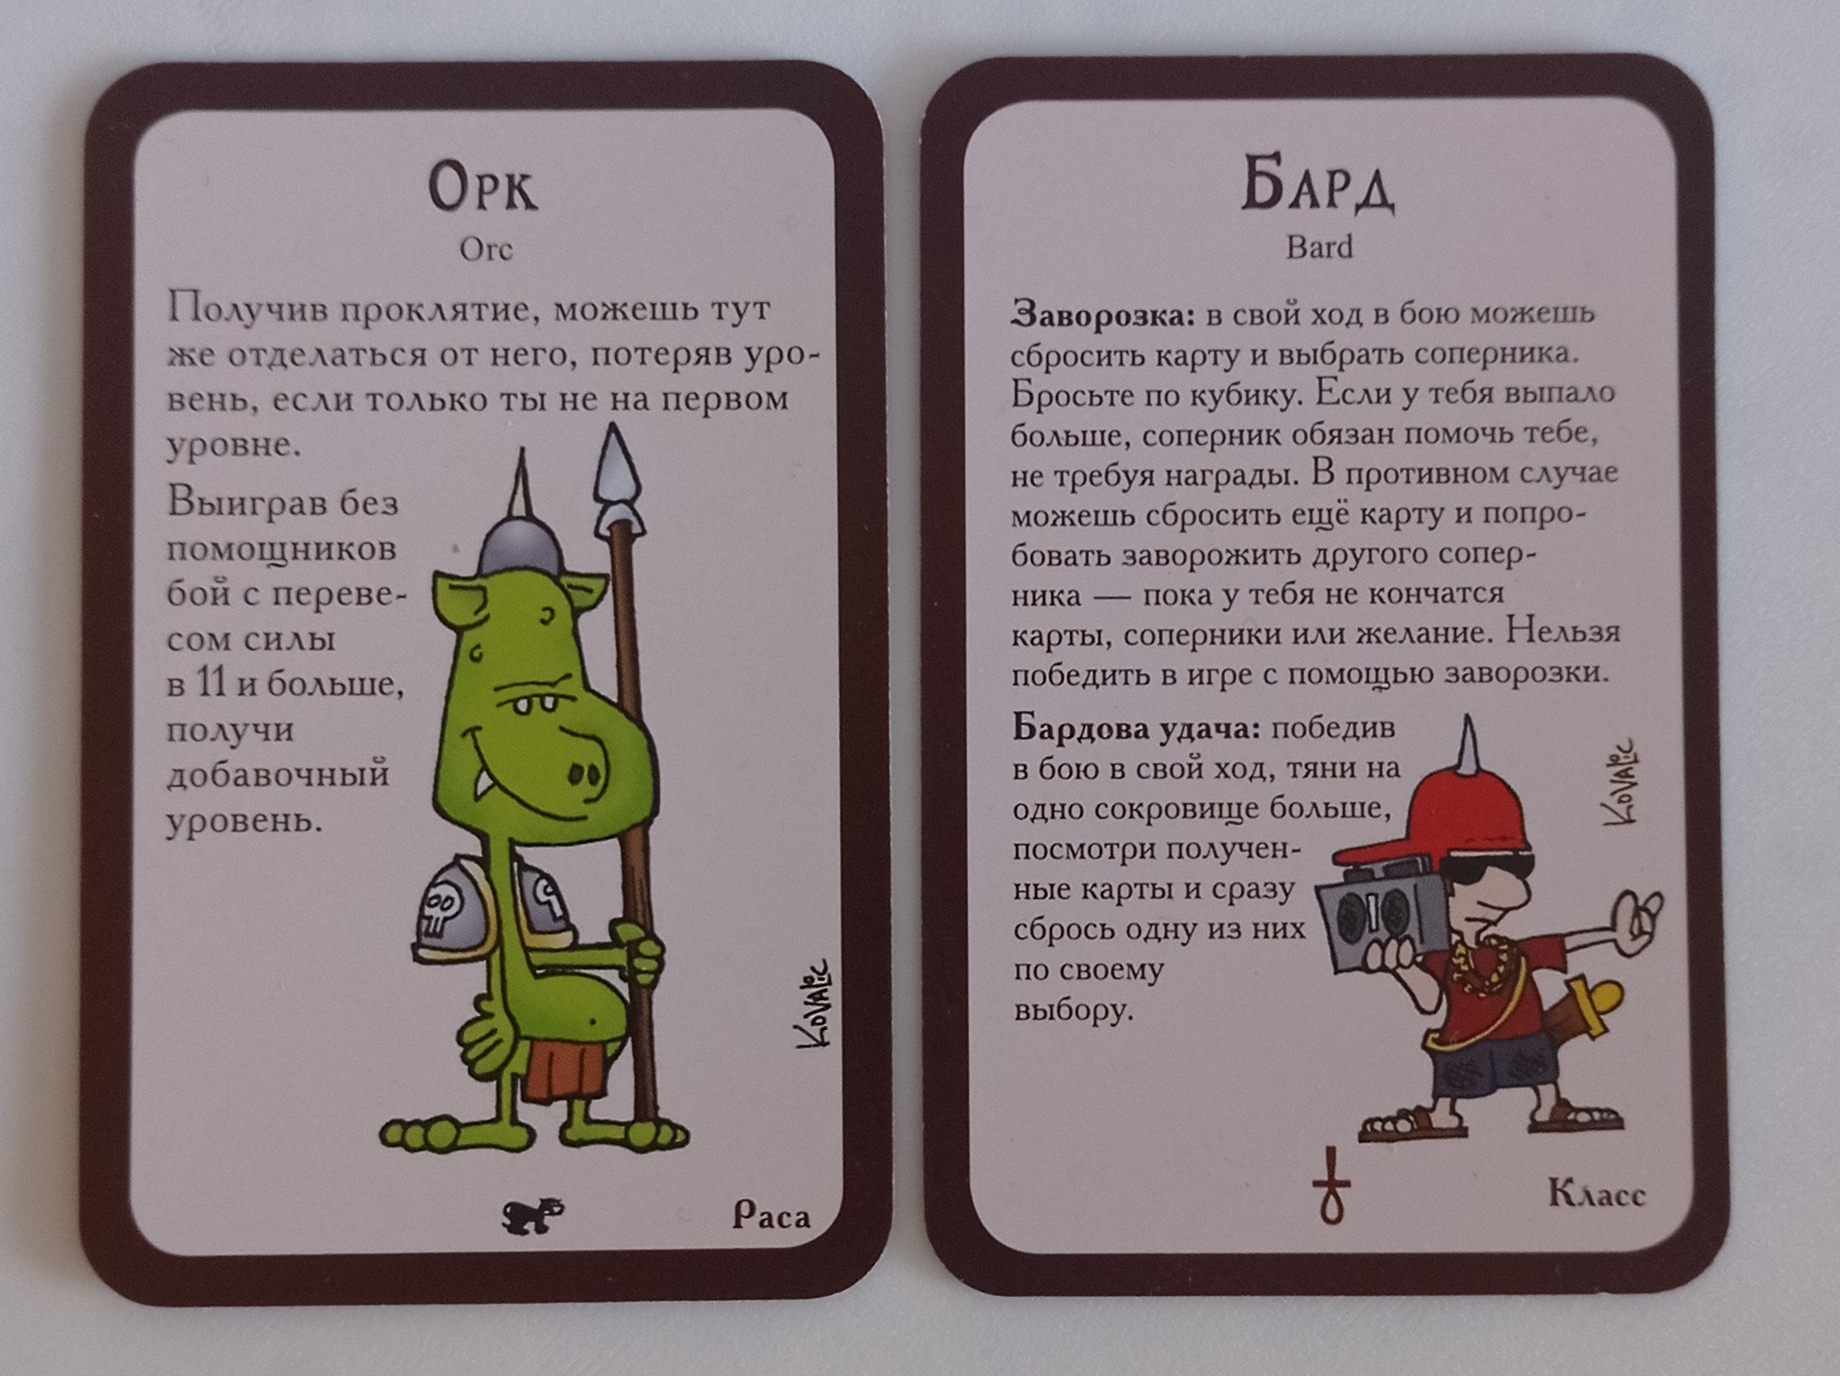 Орк
Orc
Получив проклятие, можешь тут
же отделаться от него, потеряв уро-
вень, если только ты не на первом
уровне.
Выиграв без
помощников
бой с переве-
сом силы
в 11 и больше,
получи
добавочный
уровень.
Kovalic
Раса
Бард
Bard
Заворозка: в свой ход в бою можешь
сбросить карту и выбрать соперника.
Бросьте по кубику. Если у тебя выпало
больше, соперник обязан помочь тебе,
не требуя награды. В противном случае
можешь сбросить ещё карту и попро-
бовать заворожить другого сопер-
ника — пока у тебя не кончатся
карты, соперники или желание. Нельзя
победить в игре с помощью заворозки.
Бардова удача: победив
в бою в свой ход, тяни на
одно сокровище больше,
посмотри получен-
ные карты и сразу
сбрось одну из них
по своему
выбору.
Kovalic
Класс